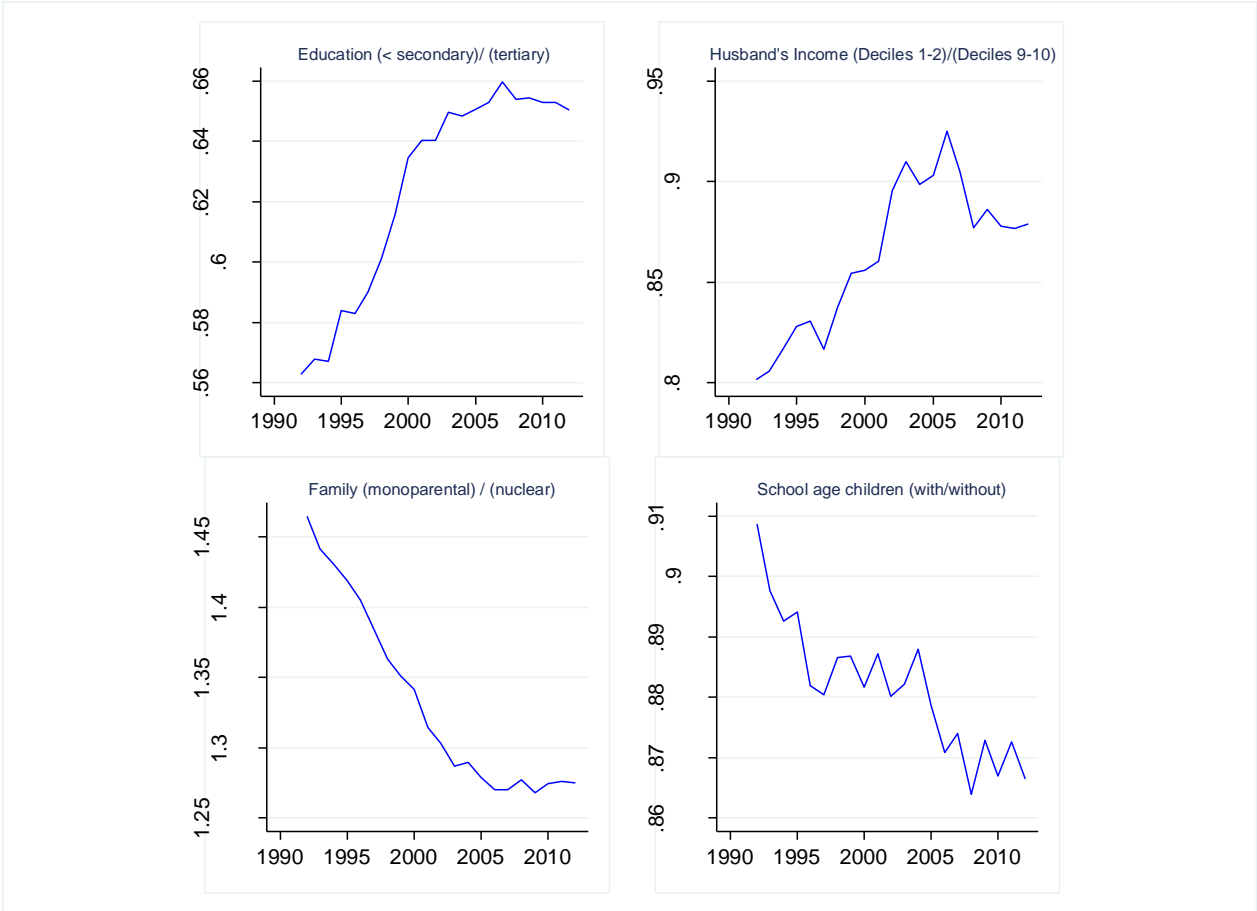 Education (< secondary)/ (tertiary)
.66
.64
.62
.6
.58
.56
1990 1995 2000 2005 2010
Husband's Income (Deciles 1-2)/(Deciles 9-10)
.95
.9
.85
.8
1990 1995 2000 2005 2010
Family (monoparental) / (nuclear)
1.45
1.4
1.35
1.3
1.25
1990 1995 2000 2005 2010
School age children (with/without)
.91
.9
.89
.88
.87
.86
1990 1995 2000 2005 2010